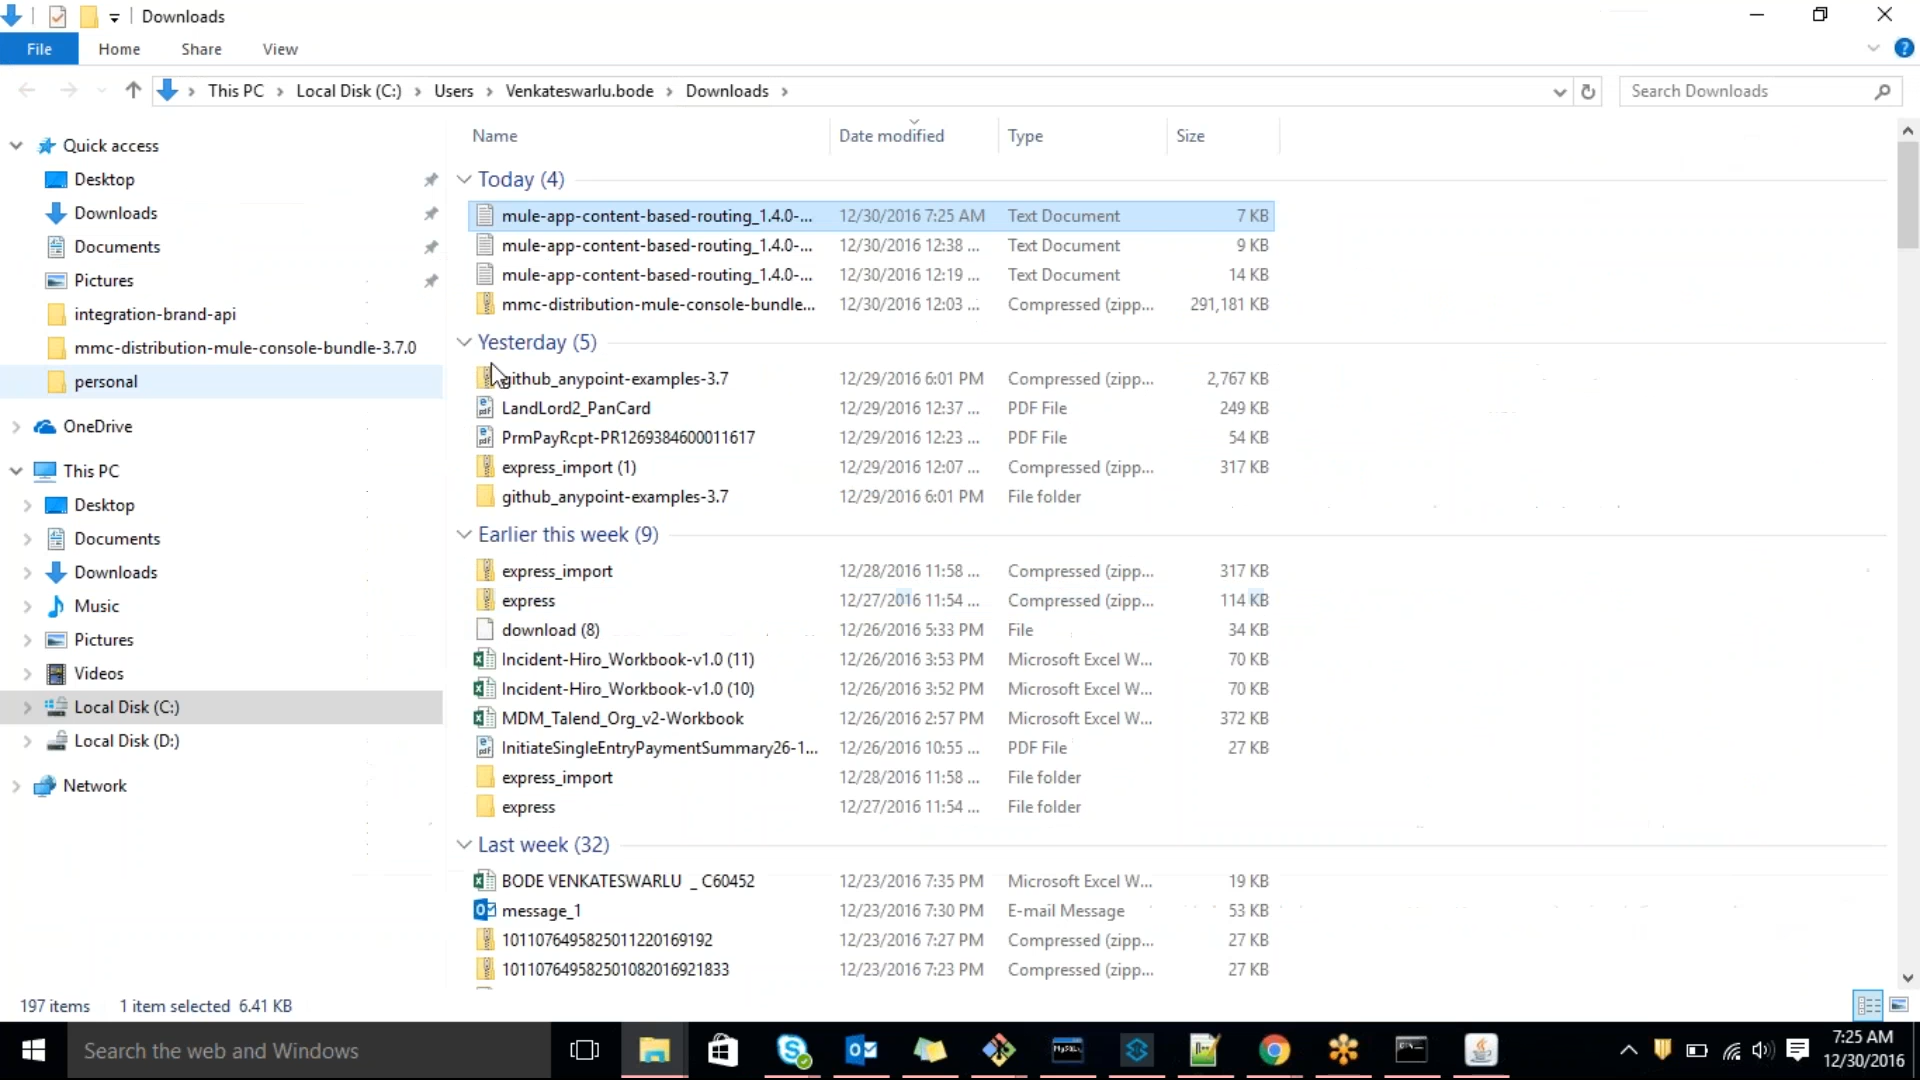 Downloads
File Home Share View
This PC Local Disk (C:) Users Venkateswarlu.bode Downloads
Search Downloads
Name Date modified Type Size
Quick access
Desktop
Downloads
Documents
Pictures
integration-brand-api
mmc-distribution-mule-console-bundle-3.7.0
personal
OneDrive
This PC
Desktop
Documents
Downloads
Music
Pictures
Videos
Local Disk (C:)
Local Disk (D:)
Network
Today (4)
mule-app-content-based-routing_1.4.0-... 12/30/2016 7:25 AM Text Document 7 KB
mule-app-content-based-routing_1.4.0-... 12/30/2016 12:38 ... Text Document 9 KB
mule-app-content-based-routing_1.4.0-... 12/30/2016 12:19 ... Text Document 14 KB
mmc-distribution-mule-console-bundle... 12/30/2016 12:03 ... Compressed (zipp... 291,181 KB
Yesterday (5)
github_anypoint-examples-3.7 12/29/2016 6:01 PM Compressed (zipp... 2,767 KB
LandLord2_PanCard 12/29/2016 12:37 ... PDF File 249 KB
PrmPayRcpt-PR1269384600011617 12/29/2016 12:23 ... PDF File 54 KB
express_import (1) 12/29/2016 12:07 ... Compressed (zipp... 317 KB
github_anypoint-examples-3.7 12/29/2016 6:01 PM File folder
Earlier this week (9)
express_import 12/28/2016 11:58 ... Compressed (zipp... 317 KB
express 12/27/2016 11:54 ... Compressed (zipp... 114 KB
download (8) 12/26/2016 5:33 PM File 34 KB
Incident-Hiro_Workbook-v1.0 (11) 12/26/2016 3:53 PM Microsoft Excel W... 70 KB
Incident-Hiro_Workbook-v1.0 (10) 12/26/2016 3:52 PM Microsoft Excel W... 70 KB
MDM_Talend_Org_v2-Workbook 12/26/2016 2:57 PM Microsoft Excel W... 372 KB
InitiateSingleEntryPaymentSummary26-1... 12/26/2016 10:55 ... PDF File 27 KB
express_import 12/28/2016 11:58 ... File folder
express 12/27/2016 11:54 ... File folder
Last week (32)
BODE VENKATESWARLU _ C60452 12/23/2016 7:35 PM Microsoft Excel W... 19 KB
message_1 12/23/2016 7:30 PM E-mail Message 53 KB
10110764958250112201​69192 12/23/2016 7:27 PM Compressed (zipp... 27 KB
101107649582501082016921833 12/23/2016 7:23 PM Compressed (zipp... 27 KB
197 items 1 item selected 6.41 KB
Search the web and Windows
7:25 AM
12/30/2016